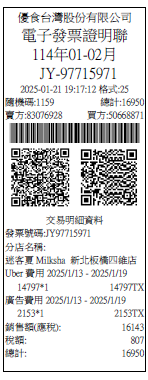 優食台灣股份有限公司
電子發票證明聯
114年01-02月
JY-97715971
2025-01-21 19:17:12 格式:25
隨機碼:1159 總計:16950
賣方:83076928 買方:50668871
交易明細資料
發票號碼:JY97715971
分店名稱:
迷客夏 Milksha 新北板橋四維店
Uber 費用 2025/1/13 - 2025/1/19
14797*1 14797TX
廣告費用 2025/1/13 - 2025/1/19
2153*1 2153TX
銷售額(應稅): 16143
稅額: 807
總計: 16950